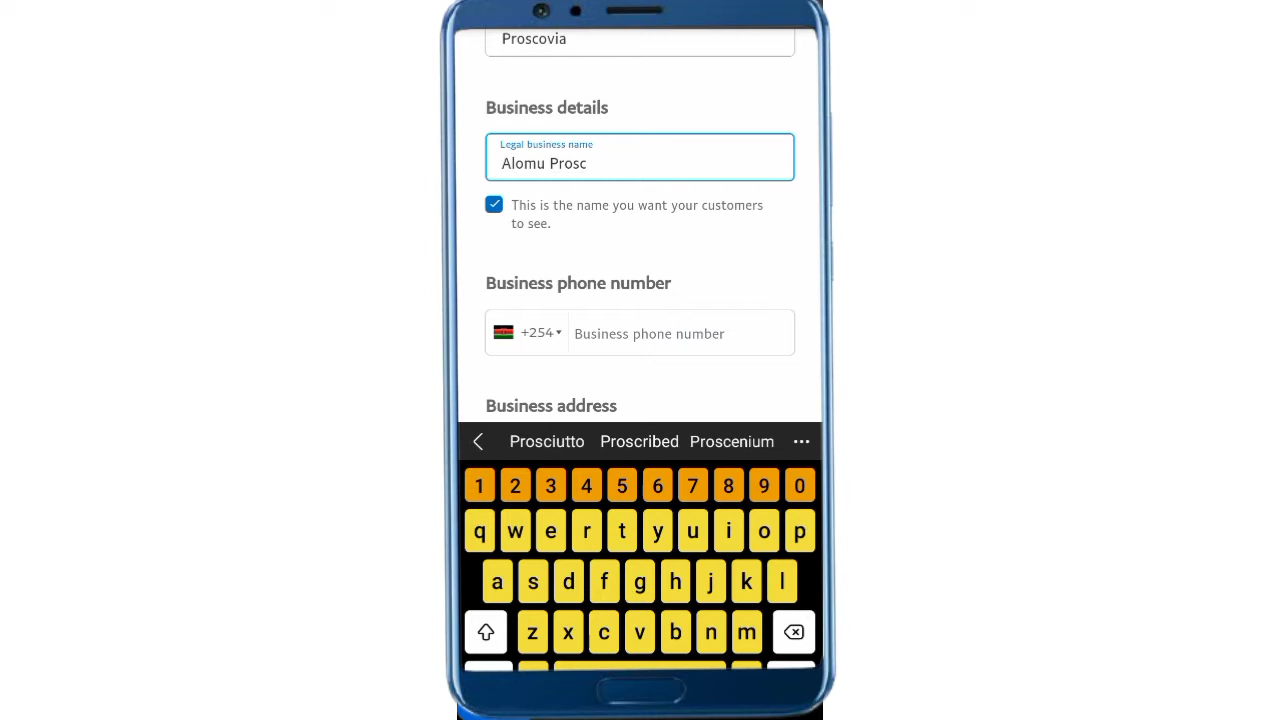 Proscovia
Business details
Legal business name
Alomu Prosc
This is the name you want your customers
to see.
Business phone number
+254 Business phone number
Business address
Prosciutto Proscribed Proscenium
1 2 3 4 5 6 7 8 9 0
q w e r t y u i o p
a s d f g h j k l
z x c v b n m